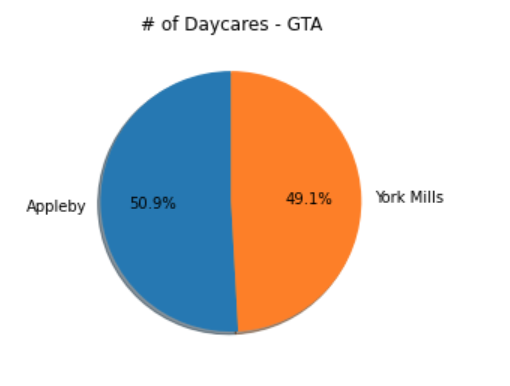 # of Daycares - GTA
Appleby
50.9%
49.1%
York Mills